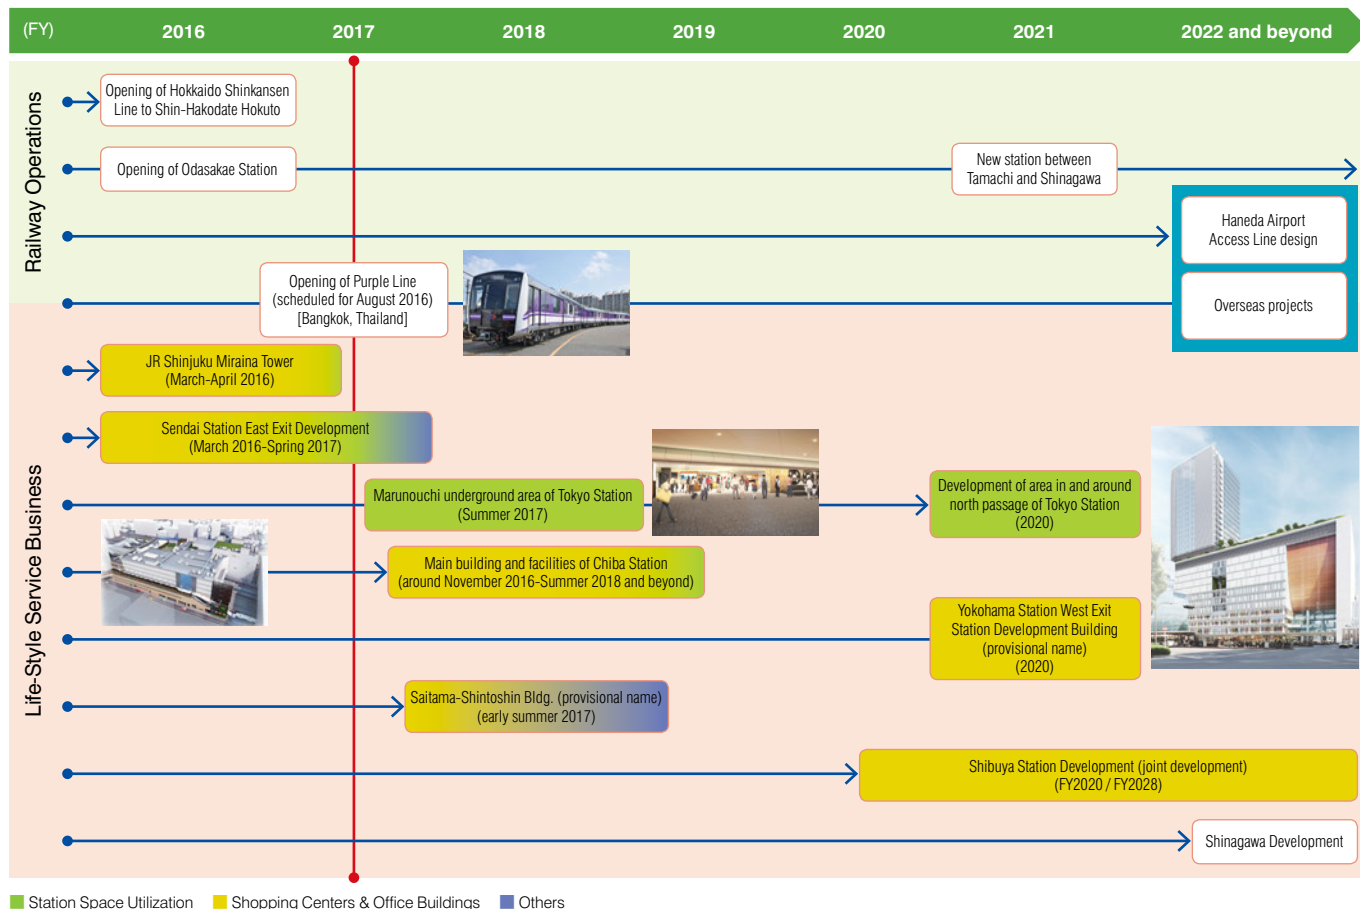 (FY) 2016 2017 2018 2019 2020 2021 2022 and beyond
Railway Operations
Opening of Hokkaido Shinkansen
Line to Shin-Hakodate Hokuto
Opening of Odasakae Station
New station between
Tamachi and Shinagawa
Haneda Airport
Access Line design
Opening of Purple Line
(scheduled for August 2016)
[Bangkok, Thailand]
Overseas projects
Life-Style Service Business
JR Shinjuku Miraina Tower
(March-April 2016)
Sendai Station East Exit Development
(March 2016-Spring 2017)
Marunouchi underground area of Tokyo Station
(Summer 2017)
Development of area in and around
north passage of Tokyo Station
(2020)
Main building and facilities of Chiba Station
(around November 2016-Summer 2018 and beyond)
Yokohama Station West Exit
Station Development Building
(provisional name)
(2020)
Saitama-Shintoshin Bldg. (provisional name)
(early summer 2017)
Shibuya Station Development (joint development)
(FY2020 / FY2028)
Shinagawa Development
Station Space Utilization Shopping Centers & Office Buildings Others